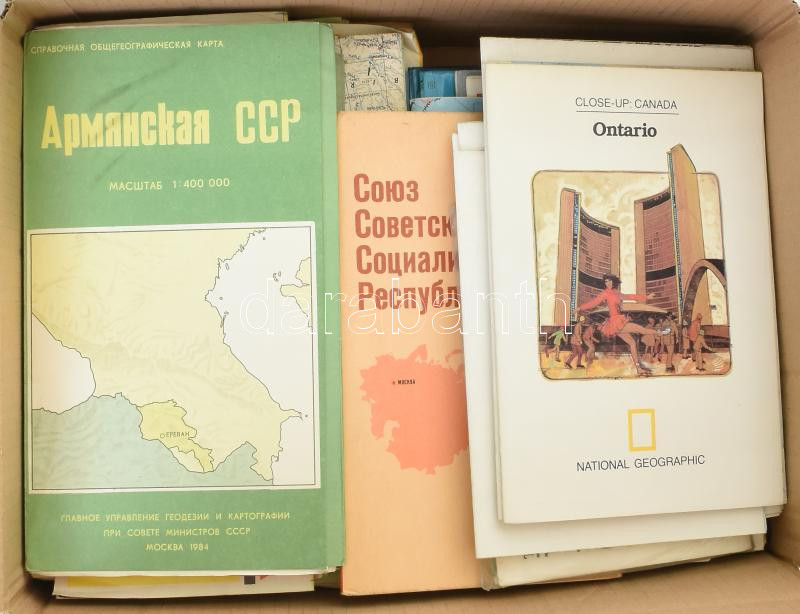 СПРАВОЧНАЯ ОБЩЕГЕОГРАФИЧЕСКАЯ КАРТА
Армянская ССР
МАСШТАБ 1:400 000
ЕРЕВАН
ГЛАВНОЕ УПРАВЛЕНИЕ ГЕОДЕЗИИ И КАРТОГРАФИИ
ПРИ СОВЕТЕ МИНИСТРОВ СССР
МОСКВА 1984
Союз
Советск
Социали
Республ
МОСКВА
CLOSE-UP: CANADA
Ontario
NATIONAL GEOGRAPHIC
darabanth